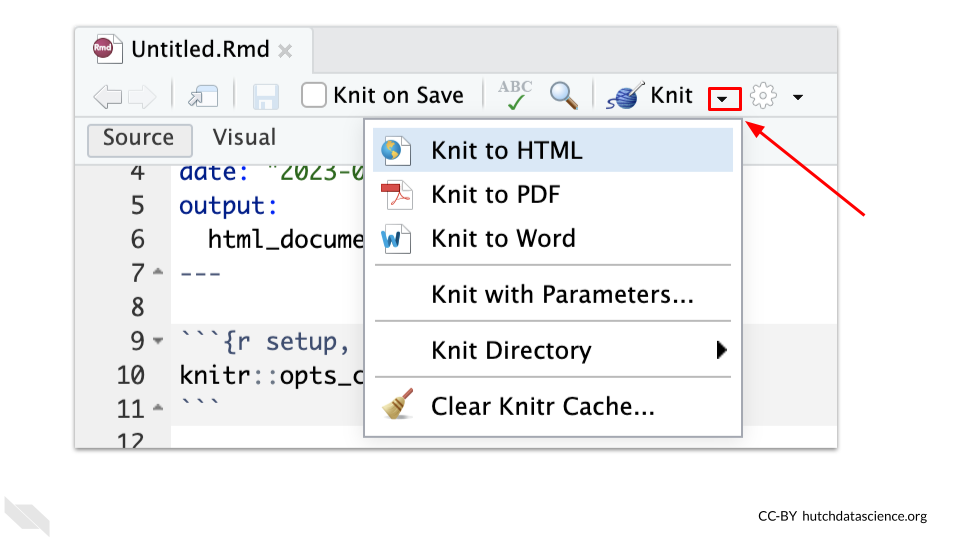 Rmd
Untitled.Rmd
Knit on Save
ABC
Knit
Source
Visual
4 date: "2023-0
5 output:
6 html_docume
7 ---
8
9 ```{r setup,
10 knitr::opts_c
11 ```
12
Knit to HTML
Knit to PDF
Knit to Word
Knit with Parameters...
Knit Directory
Clear Knitr Cache...
CC-BY hutchdatascience.org